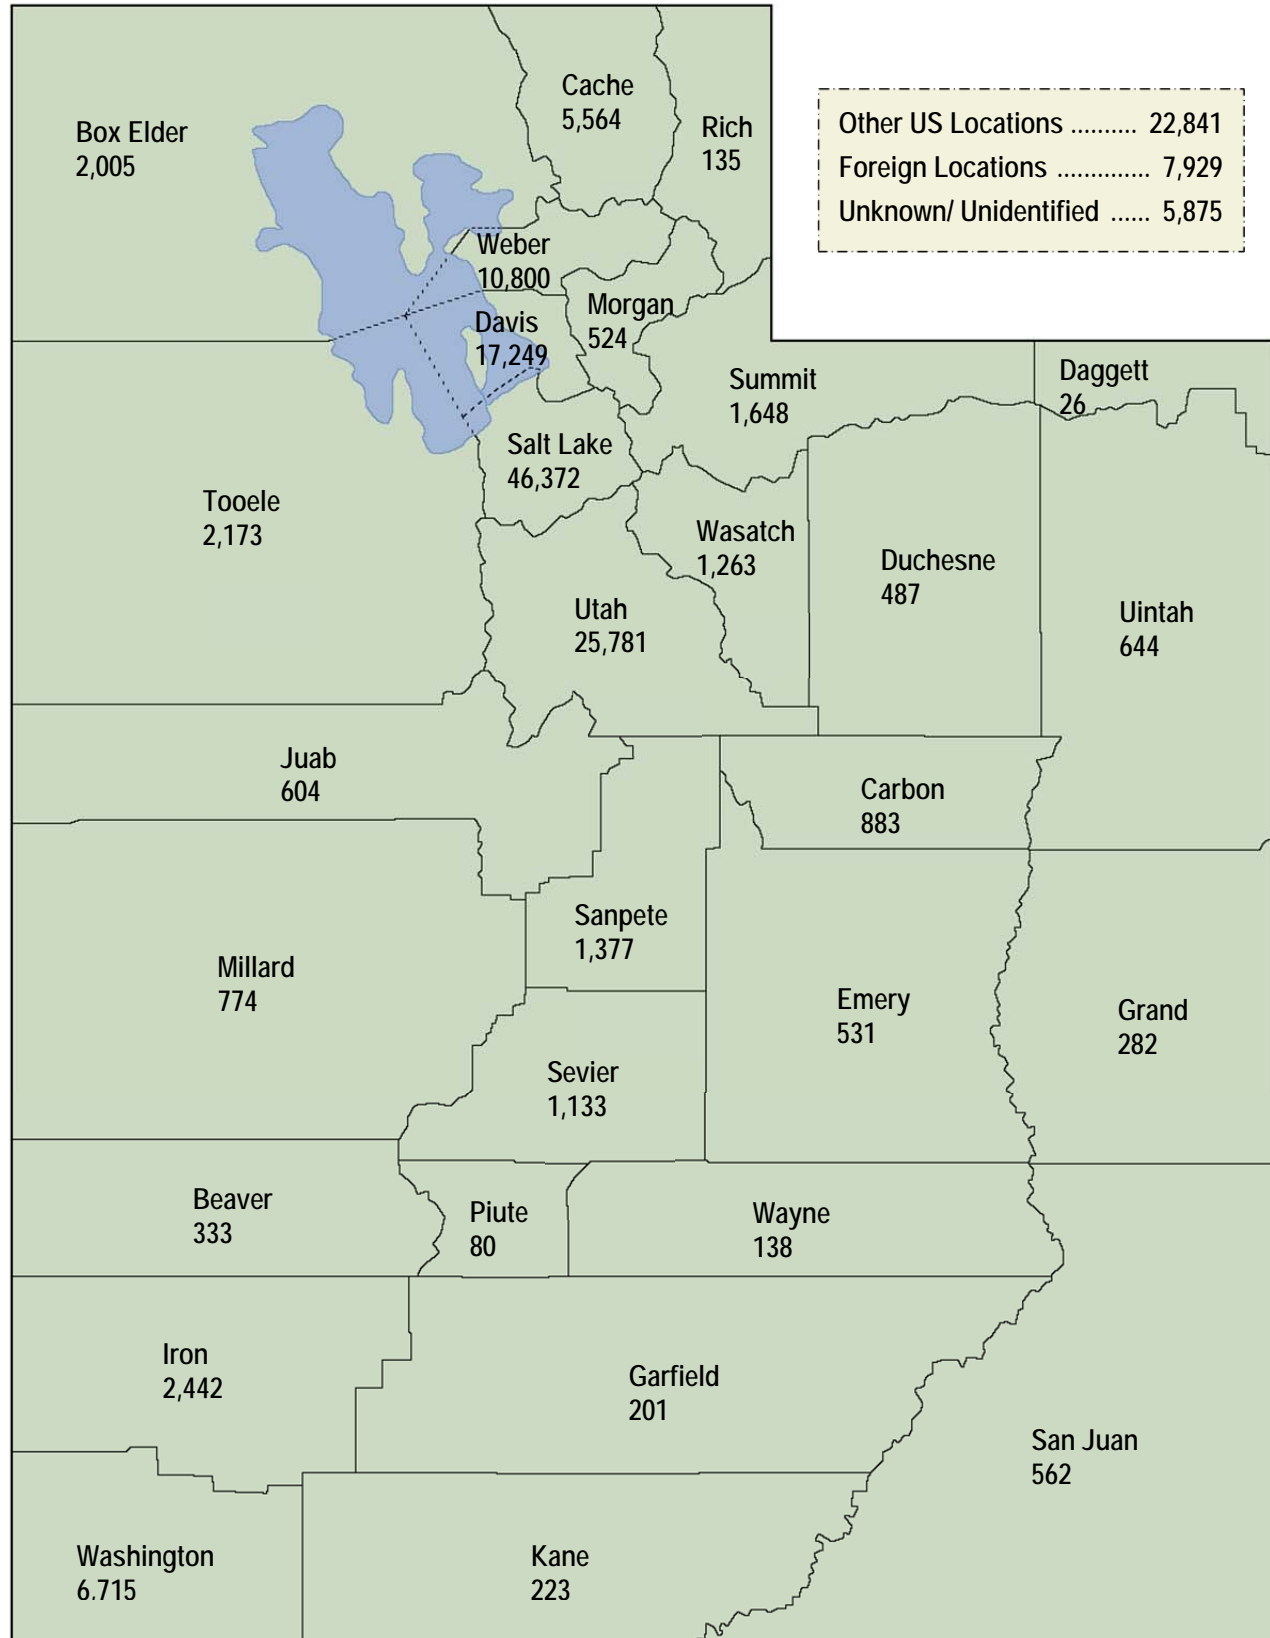 Cache
5,564
Box Elder
2,005
Rich
135
Other US Locations .......... 22,841
Foreign Locations .............. 7,929
Unknown/ Unidentified ...... 5,875
Weber
10,800
Morgan
524
Davis
17,249
Summit
1,648
Daggett
26
Salt Lake
46,372
Tooele
2,173
Wasatch
1,263
Duchesne
487
Utah
25,781
Uintah
644
Juab
604
Carbon
883
Sanpete
1,377
Millard
774
Emery
531
Grand
282
Sevier
1,133
Beaver
333
Piute
80
Wayne
138
Iron
2,442
Garfield
201
San Juan
562
Washington
6,715
Kane
223